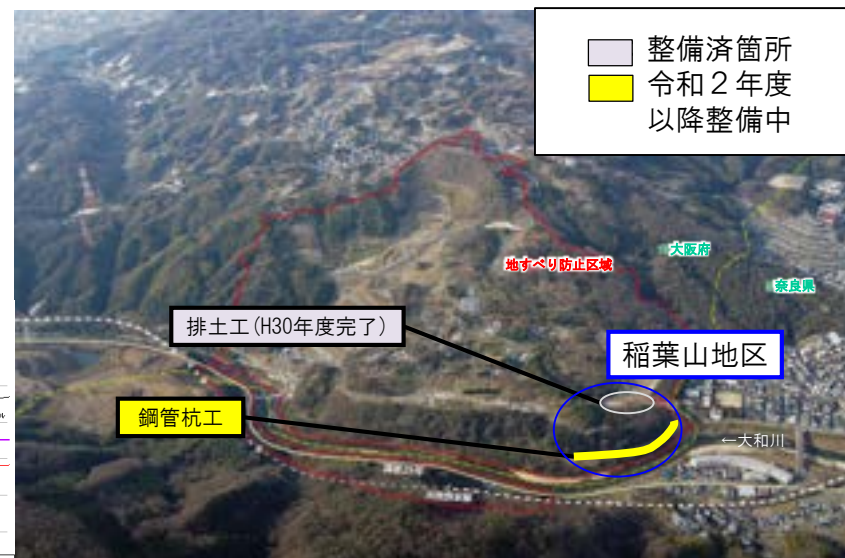 整備済箇所
令和２年度
以降整備中
大阪府
地すべり防止区域
奈良県
排土工(H30年度完了)
稲葉山地区
鋼管杭工
←大和川